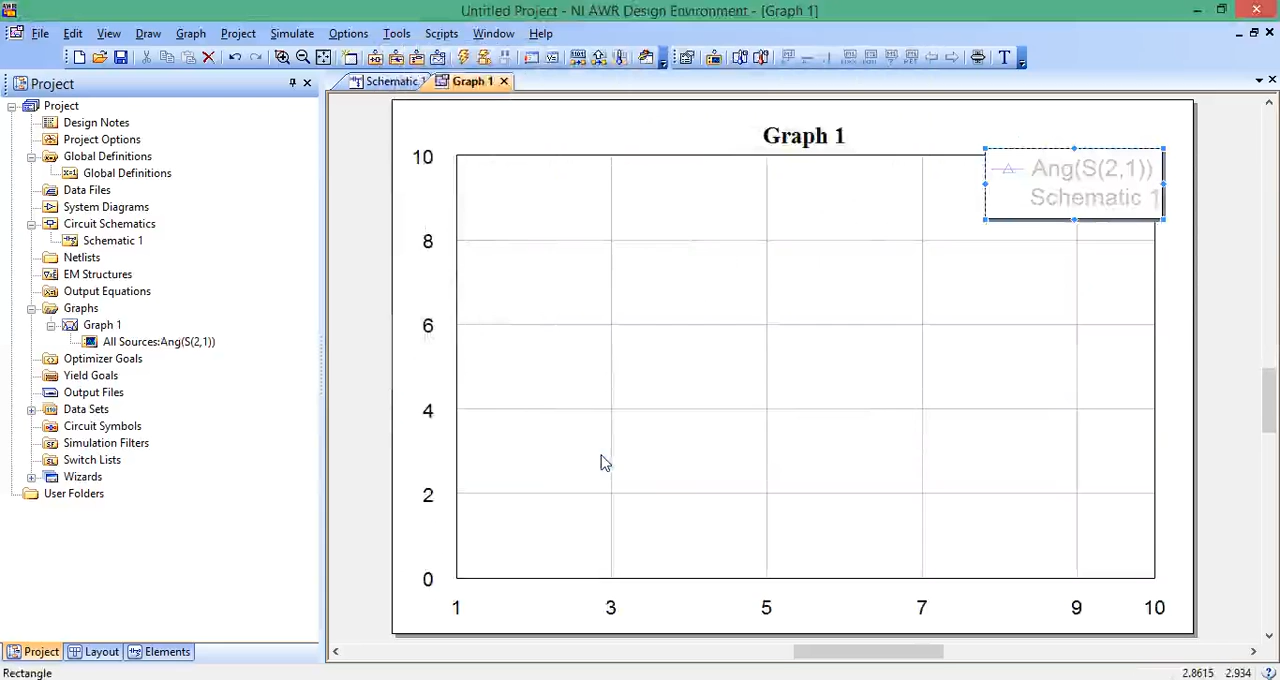 Untitled Project - NI AWR Design Environment - [Graph 1]
File Edit View Draw Graph Project Simulate Options Tools Scripts Window Help
Project
Schematic 1
Graph 1
Project
Design Notes
Project Options
Global Definitions
Global Definitions
Data Files
System Diagrams
Circuit Schematics
Schematic 1
Netlists
EM Structures
Output Equations
Graphs
Graph 1
All Sources:Ang(S(2,1))
Optimizer Goals
Yield Goals
Output Files
Data Sets
Circuit Symbols
Simulation Filters
Switch Lists
Wizards
User Folders
Project Layout Elements
Graph 1
Ang(S(2,1))
Schematic 1
10
8
6
4
2
0
1 3 5 7 9 10
Rectangle
2.8615 2.934